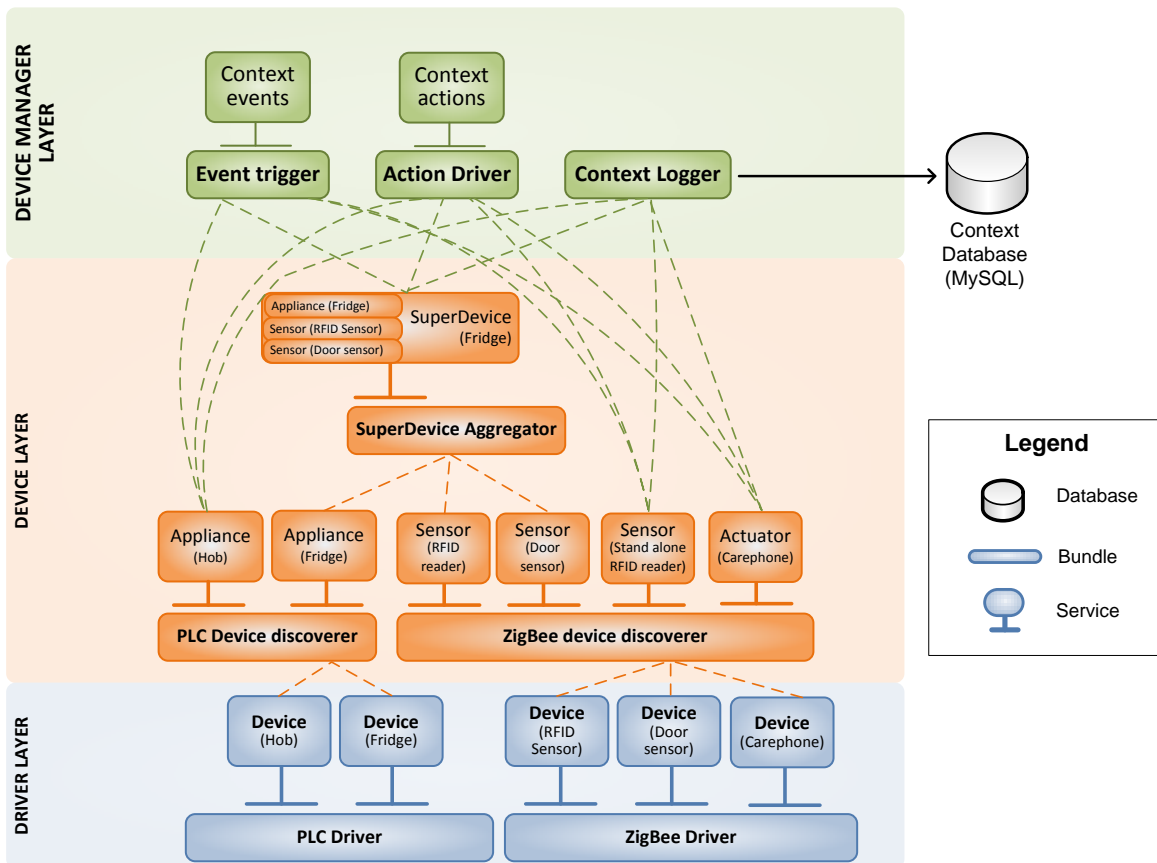 DEVICE MANAGER
LAYER
Context
events
Context
actions
Event trigger
Action Driver
Context Logger
Context
Database
(MySQL)
DEVICE LAYER
Appliance (Fridge)
Sensor (RFID Sensor)
Sensor (Door sensor)
SuperDevice
(Fridge)
SuperDevice Aggregator
Appliance
(Hob)
Appliance
(Fridge)
Sensor
(RFID
reader)
Sensor
(Door
sensor)
Sensor
(Stand alone
RFID reader)
Actuator
(Carephone)
PLC Device discoverer
ZigBee device discoverer
DRIVER LAYER
Device
(Hob)
Device
(Fridge)
Device
(RFID
Sensor)
Device
(Door
sensor)
Device
(Carephone)
PLC Driver
ZigBee Driver
Legend
Database
Bundle
Service